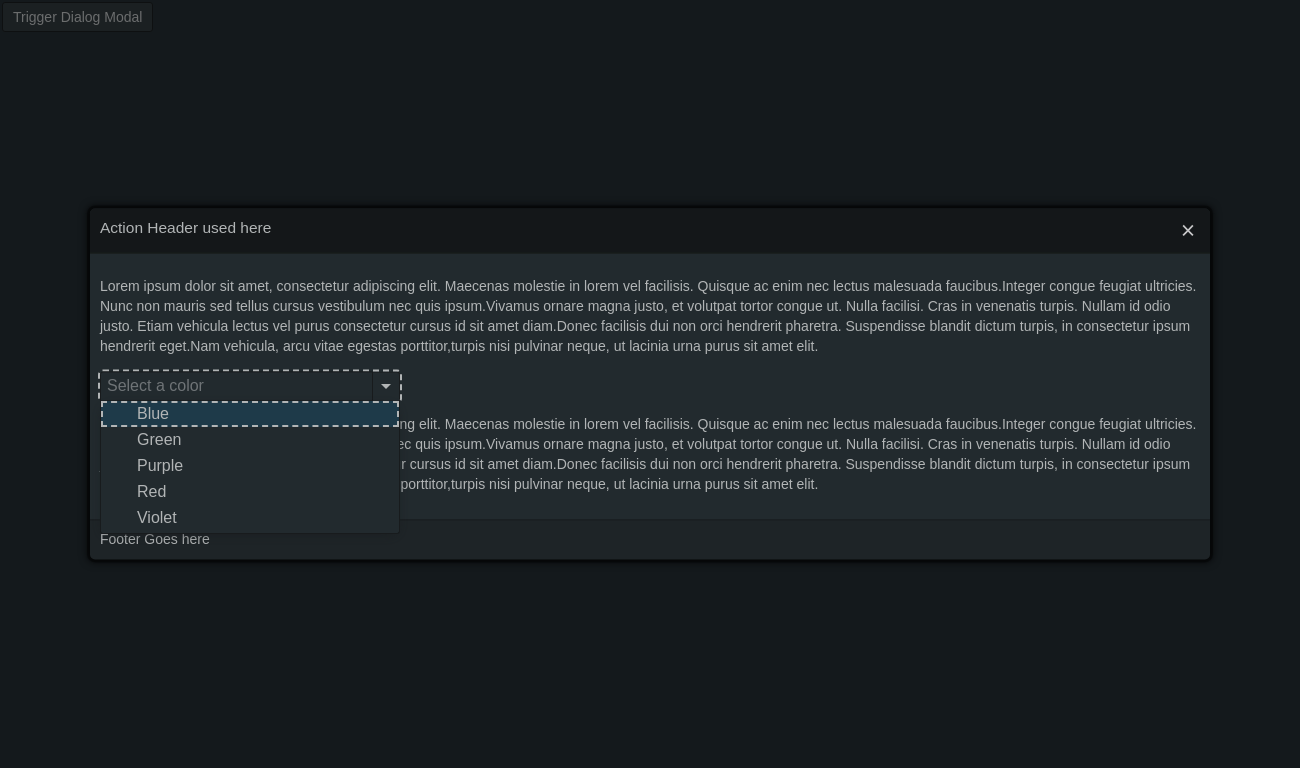 Trigger Dialog Modal
Action Header used here
Lorem ipsum dolor sit amet, consectetur adipiscing elit. Maecenas molestie in lorem vel facilisis. Quisque ac enim nec lectus malesuada faucibus.Integer congue feugiat ultricies.
Nunc non mauris sed tellus cursus vestibulum nec quis ipsum.Vivamus ornare magna justo, et volutpat tortor congue ut. Nulla facilisi. Cras in venenatis turpis. Nullam id odio
justo. Etiam vehicula lectus vel purus consectetur cursus id sit amet diam.Donec facilisis dui non orci hendrerit pharetra. Suspendisse blandit dictum turpis, in consectetur ipsum
hendrerit eget.Nam vehicula, arcu vitae egestas porttitor,turpis nisi pulvinar neque, ut lacinia urna purus sit amet elit.
Select a color
Blue
Green
Purple
Red
Violet
elit. Maecenas molestie in lorem vel facilisis. Quisque ac enim nec lectus malesuada faucibus.Integer congue feugiat ultricies.
quis ipsum.Vivamus ornare magna justo, et volutpat tortor congue ut. Nulla facilisi. Cras in venenatis turpis. Nullam id odio
cursus id sit amet diam.Donec facilisis dui non orci hendrerit pharetra. Suspendisse blandit dictum turpis, in consectetur ipsum
porttitor,turpis nisi pulvinar neque, ut lacinia urna purus sit amet elit.
Footer Goes here